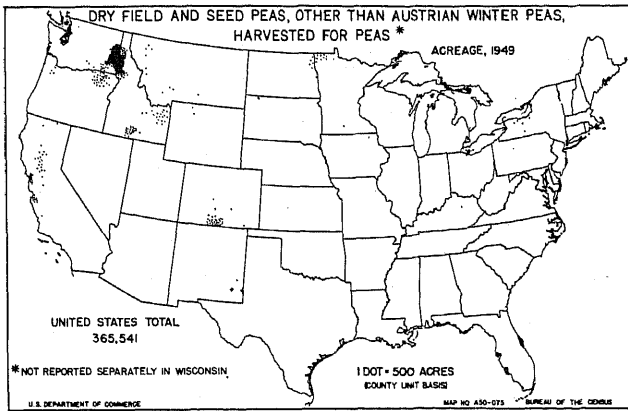 DRY FIELD AND SEED PEAS, OTHER THAN AUSTRIAN WINTER PEAS,
HARVESTED FOR PEAS *
ACREAGE, 1949
UNITED STATES TOTAL
365,541
*NOT REPORTED SEPARATELY IN WISCONSIN
1 DOT = 500 ACRES
(COUNTY UNIT BASIS)
U.S. DEPARTMENT OF COMMERCE
MAP NO A50-075
BUREAU OF THE CENSUS